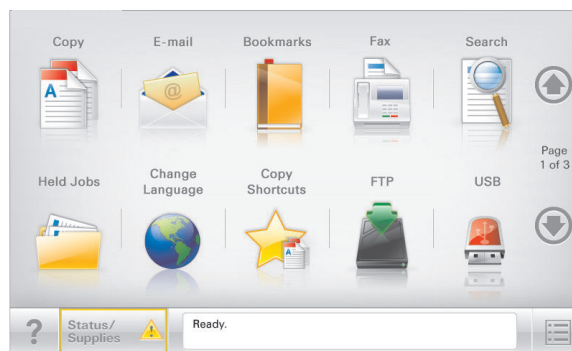 Copy
E-mail
Bookmarks
Fax
Search
A
A
@
Page
1 of 3
Held Jobs
Change
Language
Copy
Shortcuts
FTP
USB
A
?
Status/
Supplies
!
Ready.